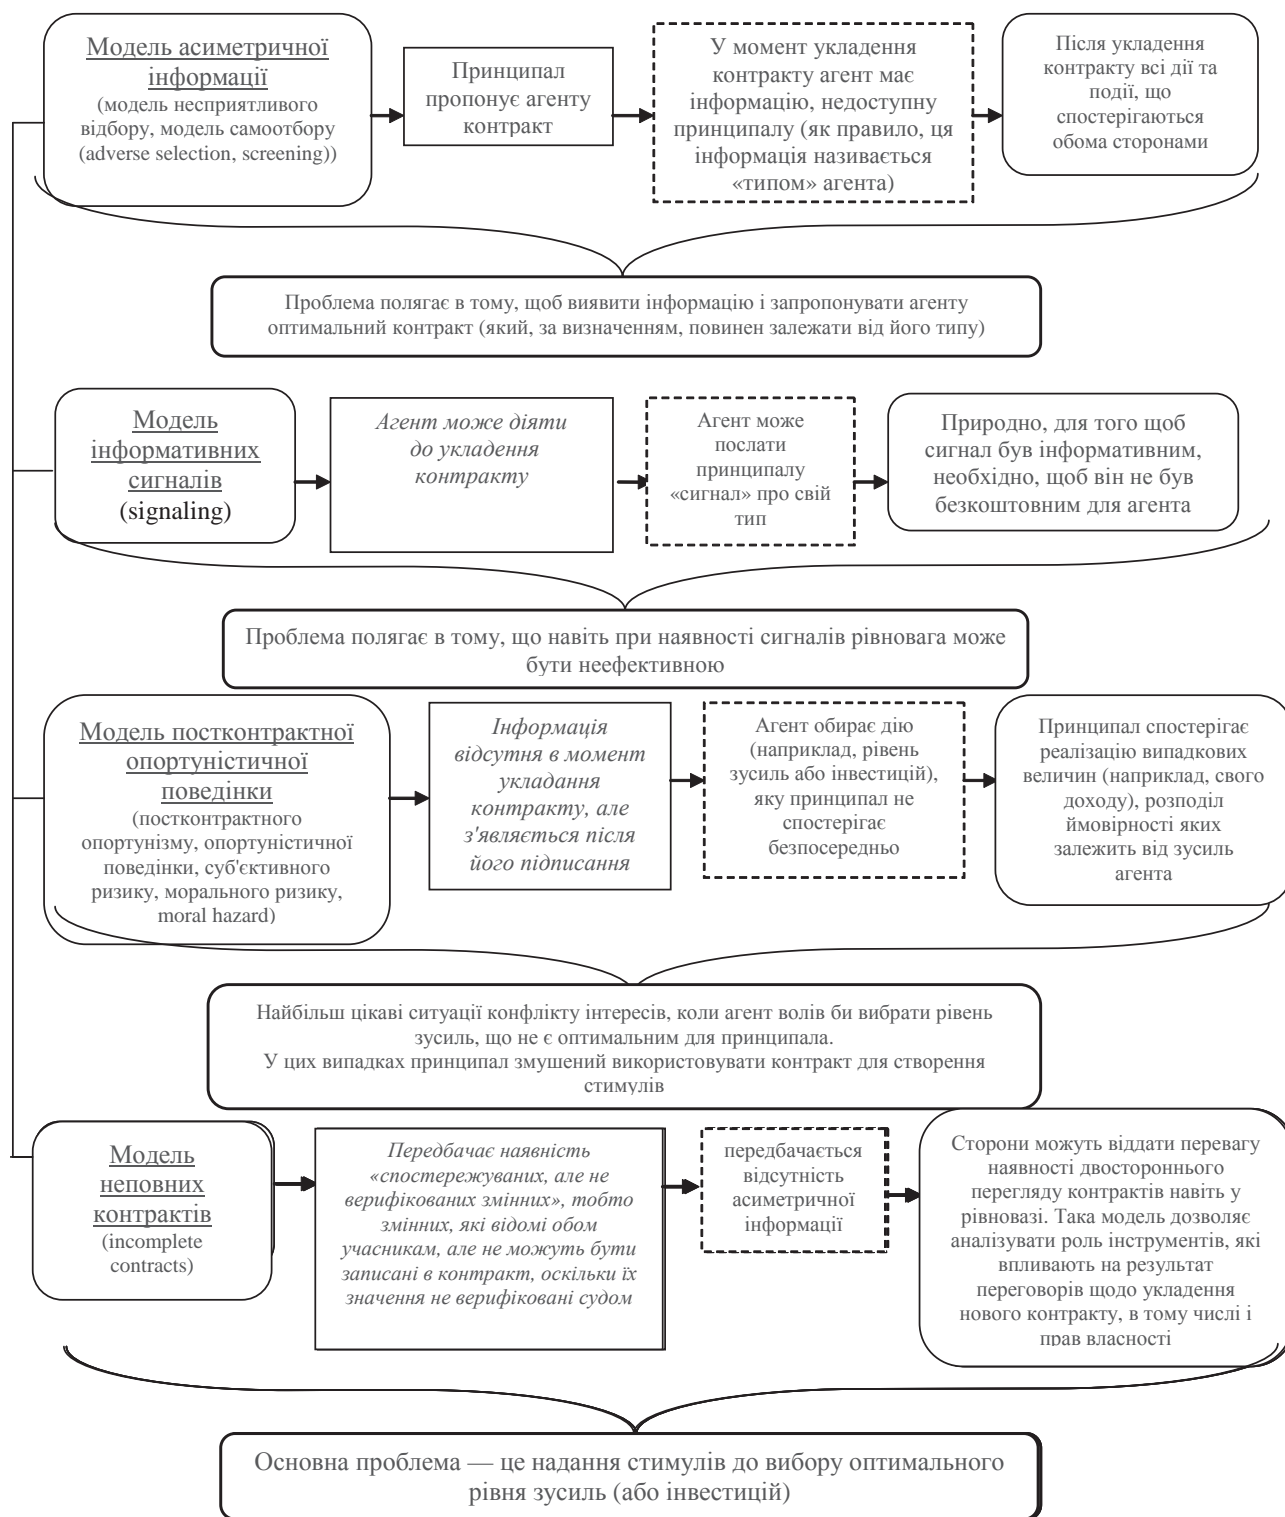 Модель асиметричної
інформації
(модель несприятливого
відбору, модель самоотбору
(adverse selection, screening))
Принципал
пропонує агенту
контракт
У момент укладення
контракту агент має
інформацію, недоступну
принципалу (як правило, ця
інформація називається
«типом» агента)
Після укладення
контракту всі дії та
події, що
спостерігаються
обома сторонами
Проблема полягає в тому, щоб виявити інформацію і запропонувати агенту
оптимальний контракт (який, за визначенням, повинен залежати від його типу)
Модель
інформативних
сигналів
(signaling)
Агент може діяти
до укладення
контракту
Агент може
послати
принципалу
«сигнал» про свій
тип
Природно, для того щоб
сигнал був інформативним,
необхідно, щоб він не був
безкоштовним для агента
Проблема полягає в тому, що навіть при наявності сигналів рівновага може
бути неефективною
Модель постконтрактної
опортуністичної
поведінки
(постконтрактного
опортунізму, опортуністичної
поведінки, суб'єктивного
ризику, морального ризику,
moral hazard)
Інформація
відсутня в момент
укладання
контракту, але
з'являється після
його підписання
Агент обирає дію
(наприклад, рівень
зусиль або інвестицій),
яку принципал не
спостерігає
безпосередньо
Принципал спостерігає
реалізацію випадкових
величин (наприклад, свого
доходу), розподіл
ймовірності яких
залежить від зусиль
агента
Найбільш цікаві ситуації конфлікту інтересів, коли агент волів би вибрати рівень
зусиль, що не є оптимальним для принципала.
У цих випадках принципал змушений використовувати контракт для створення
стимулів
Модель
неповних
контрактів
(incomplete
contracts)
Передбачає наявність
«спостережуваних, але не
верифікованих змінних», тобто
змінних, які відомі обом
учасникам, але не можуть бути
записані в контракт, оскільки їх
значення не верифіковані судом
передбачається
відсутність
асиметричної
інформації
Сторони можуть віддати перевагу
наявності двостороннього
перегляду контрактів навіть у
рівновазі. Така модель дозволяє
аналізувати роль інструментів, які
впливають на результат
переговорів щодо укладення
нового контракту, в тому числі і
прав власності
Основна проблема — це надання стимулів до вибору оптимального
рівня зусиль (або інвестицій)